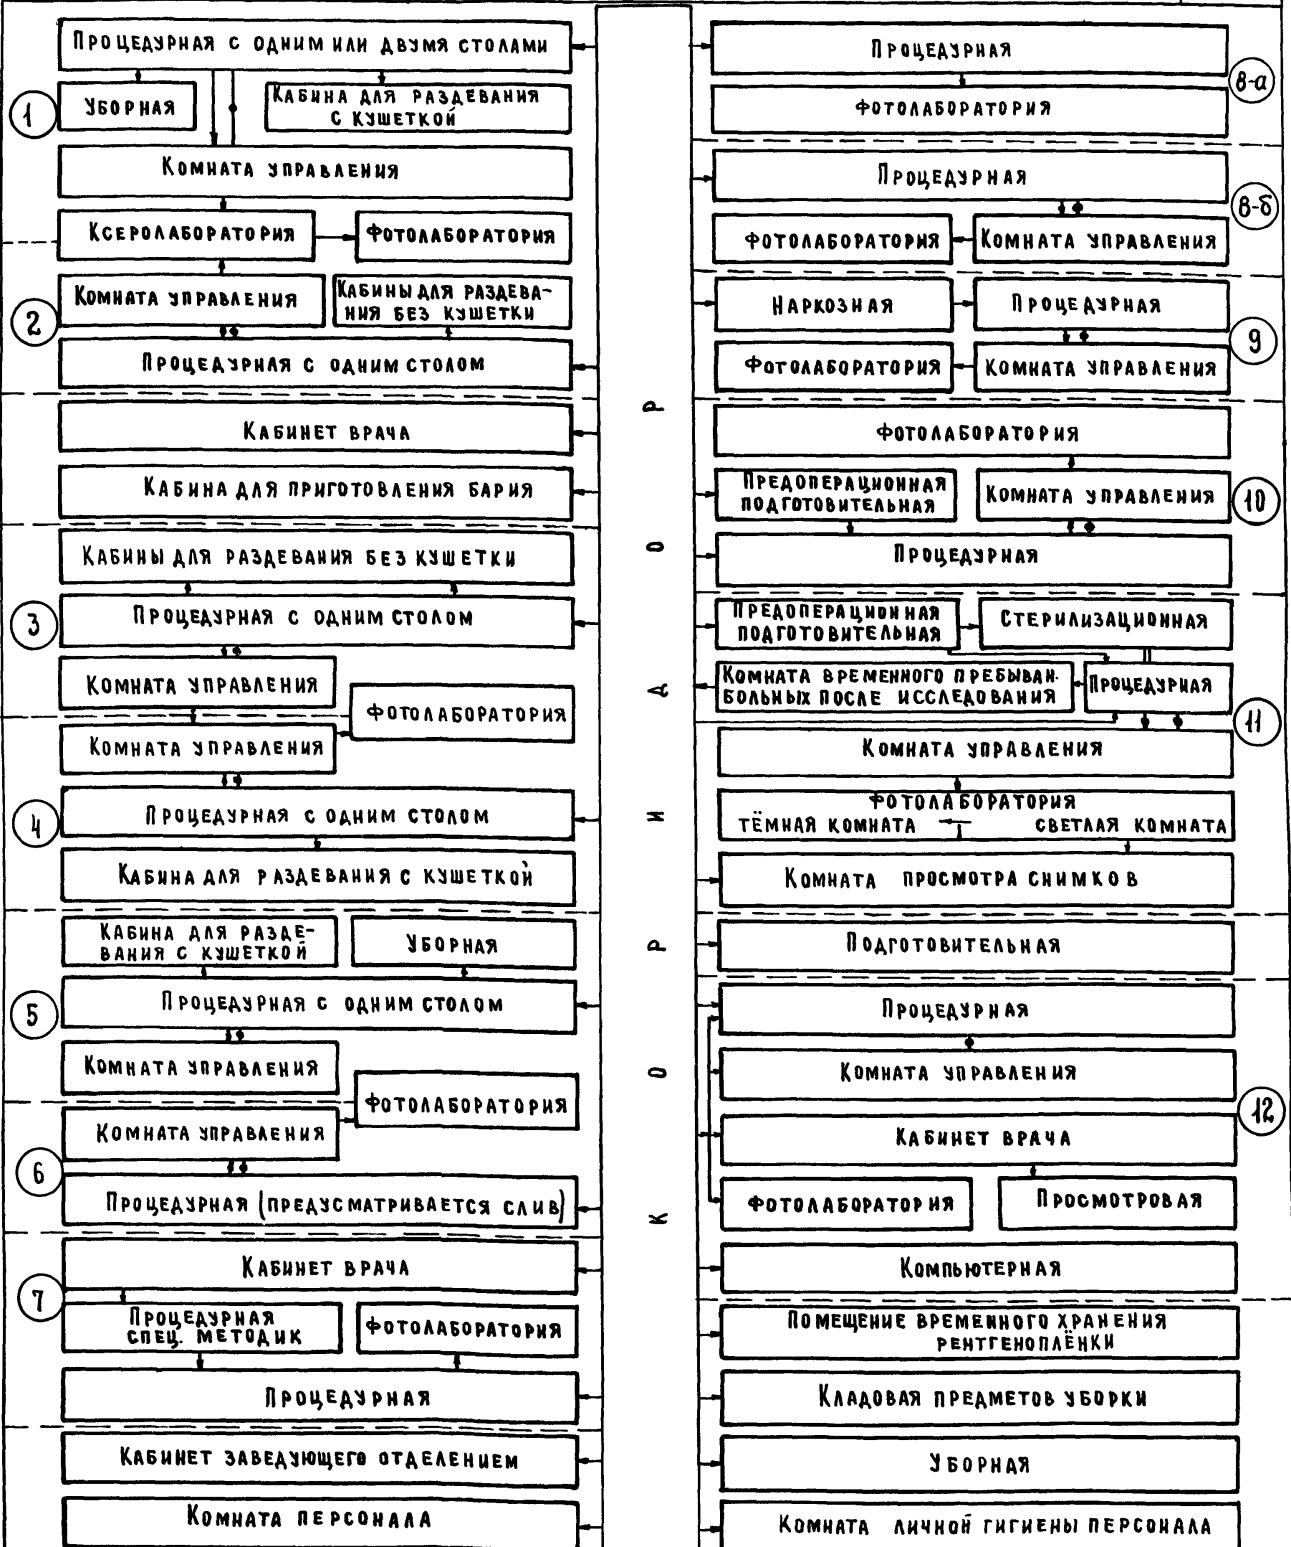 ПРОЦЕДУРНАЯ С ОДНИМ ИЛИ ДВУМЯ СТОЛАМИ
1
УБОРНАЯ
КАБИНА ДЛЯ РАЗДЕВАНИЯ
С КУШЕТКОЙ
КОМНАТА УПРАВЛЕНИЯ
КСЕРОЛАБОРАТОРИЯ
ФОТОЛАБОРАТОРИЯ
2
КОМНАТА УПРАВЛЕНИЯ
КАБИНЫ ДЛЯ РАЗДЕВА-
НИЯ БЕЗ КУШЕТКИ
ПРОЦЕДУРНАЯ С ОДНИМ СТОЛОМ
КАБИНЕТ ВРАЧА
КАБИНА ДЛЯ ПРИГОТОВЛЕНИЯ БАРИЯ
КАБИНЫ ДЛЯ РАЗДЕВАНИЯ БЕЗ КУШЕТКИ
3
ПРОЦЕДУРНАЯ С ОДНИМ СТОЛОМ
КОМНАТА УПРАВЛЕНИЯ
ФОТОЛАБОРАТОРИЯ
КОМНАТА УПРАВЛЕНИЯ
4
ПРОЦЕДУРНАЯ С ОДНИМ СТОЛОМ
КАБИНА ДЛЯ РАЗДЕВАНИЯ С КУШЕТКОЙ
КАБИНА ДЛЯ РАЗДЕ-
ВАНИЯ С КУШЕТКОЙ
УБОРНАЯ
5
ПРОЦЕДУРНАЯ С ОДНИМ СТОЛОМ
КОМНАТА УПРАВЛЕНИЯ
ФОТОЛАБОРАТОРИЯ
КОМНАТА УПРАВЛЕНИЯ
6
ПРОЦЕДУРНАЯ (ПРЕДУСМАТРИВАЕТСЯ СЛИВ)
КАБИНЕТ ВРАЧА
7
ПРОЦЕДУРНАЯ
СПЕЦ. МЕТОДИК
ФОТОЛАБОРАТОРИЯ
ПРОЦЕДУРНАЯ
КАБИНЕТ ЗАВЕДУЮЩЕГО ОТДЕЛЕНИЕМ
КОМНАТА ПЕРСОНАЛА
КОРИДОР
ПРОЦЕДУРНАЯ
8-а
ФОТОЛАБОРАТОРИЯ
ПРОЦЕДУРНАЯ
8-б
ФОТОЛАБОРАТОРИЯ
КОМНАТА УПРАВЛЕНИЯ
НАРКОЗНАЯ
ПРОЦЕДУРНАЯ
9
ФОТОЛАБОРАТОРИЯ
КОМНАТА УПРАВЛЕНИЯ
ФОТОЛАБОРАТОРИЯ
ПРЕДОПЕРАЦИОННАЯ
ПОДГОТОВИТЕЛЬНАЯ
КОМНАТА УПРАВЛЕНИЯ
10
ПРОЦЕДУРНАЯ
ПРЕДОПЕРАЦИОННАЯ
ПОДГОТОВИТЕЛЬНАЯ
СТЕРИЛИЗАЦИОННАЯ
КОМНАТА ВРЕМЕННОГО ПРЕБЫВАН.
БОЛЬНЫХ ПОСЛЕ ИССЛЕДОВАНИЯ
ПРОЦЕДУРНАЯ
11
КОМНАТА УПРАВЛЕНИЯ
ФОТОЛАБОРАТОРИЯ
ТЁМНАЯ КОМНАТА
СВЕТЛАЯ КОМНАТА
КОМНАТА ПРОСМОТРА СНИМКОВ
ПОДГОТОВИТЕЛЬНАЯ
ПРОЦЕДУРНАЯ
КОМНАТА УПРАВЛЕНИЯ
12
КАБИНЕТ ВРАЧА
ФОТОЛАБОРАТОРИЯ
ПРОСМОТРОВАЯ
КОМПЬЮТЕРНАЯ
ПОМЕЩЕНИЕ ВРЕМЕННОГО ХРАНЕНИЯ
РЕНТГЕНОПЛЁНКИ
КЛАДОВАЯ ПРЕДМЕТОВ УБОРКИ
УБОРНАЯ
КОМНАТА ЛИЧНОЙ ГИГИЕНЫ ПЕРСОНАЛА